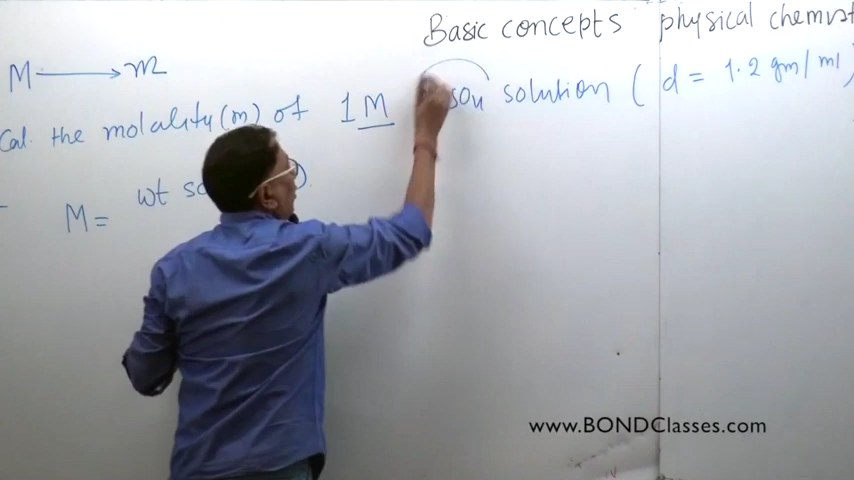 Basic concepts physical chemist
M → m
Cal. the molality (m) of 1 M solution ( d = 1.2 gm/ml )
M = wt
www.BONDClasses.com